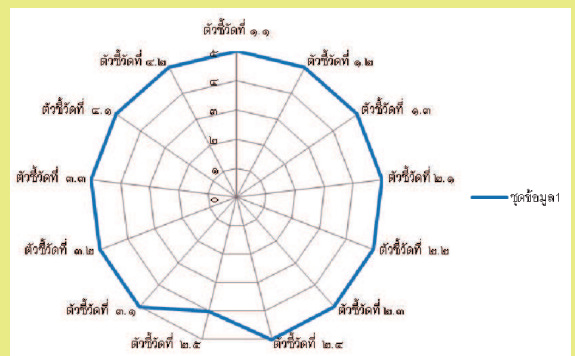 ตัวชี้วัดที่ ๑.๑
ตัวชี้วัดที่ ๑.๒
ตัวชี้วัดที่ ๑.๓
ตัวชี้วัดที่ ๒.๑
ตัวชี้วัดที่ ๒.๒
ตัวชี้วัดที่ ๒.๓
ตัวชี้วัดที่ ๒.๔
ตัวชี้วัดที่ ๒.๕
ตัวชี้วัดที่ ๓.๑
ตัวชี้วัดที่ ๓.๒
ตัวชี้วัดที่ ๓.๓
ตัวชี้วัดที่ ๔.๑
ตัวชี้วัดที่ ๔.๒
๕
๔
๓
๒
๑
๐
ชุดข้อมูล1